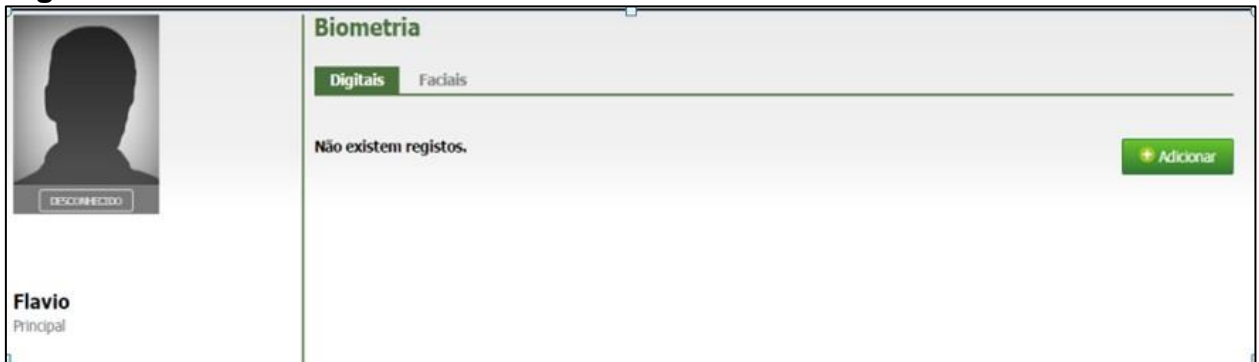 Biometria
Digitais Faciais
Não existem registos.
Adicionar
DESCONHECIDO
Flavio
Principal